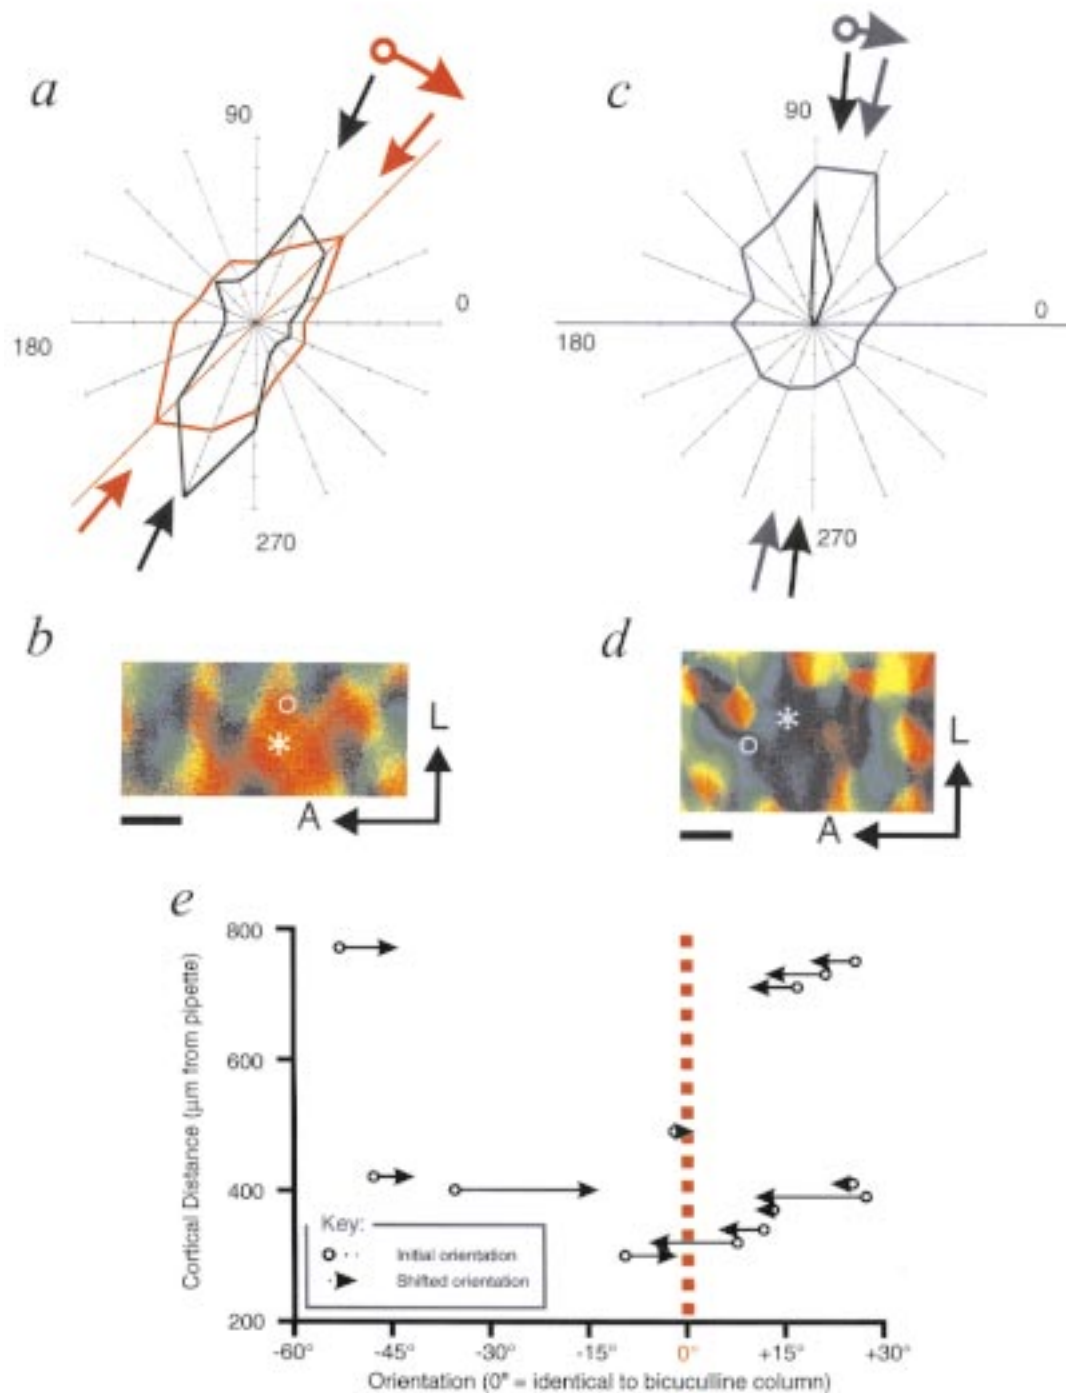 a
c
90
0
180
270
90
0
180
270
b
d
L
A
L
A
e
800
600
400
200
Cortical Distance (µm from pipette)
Key:
Initial orientation
Shifted orientation
-60° -45° -30° -15° 0° +15° +30°
Orientation (0° = identical to bicuculline column)